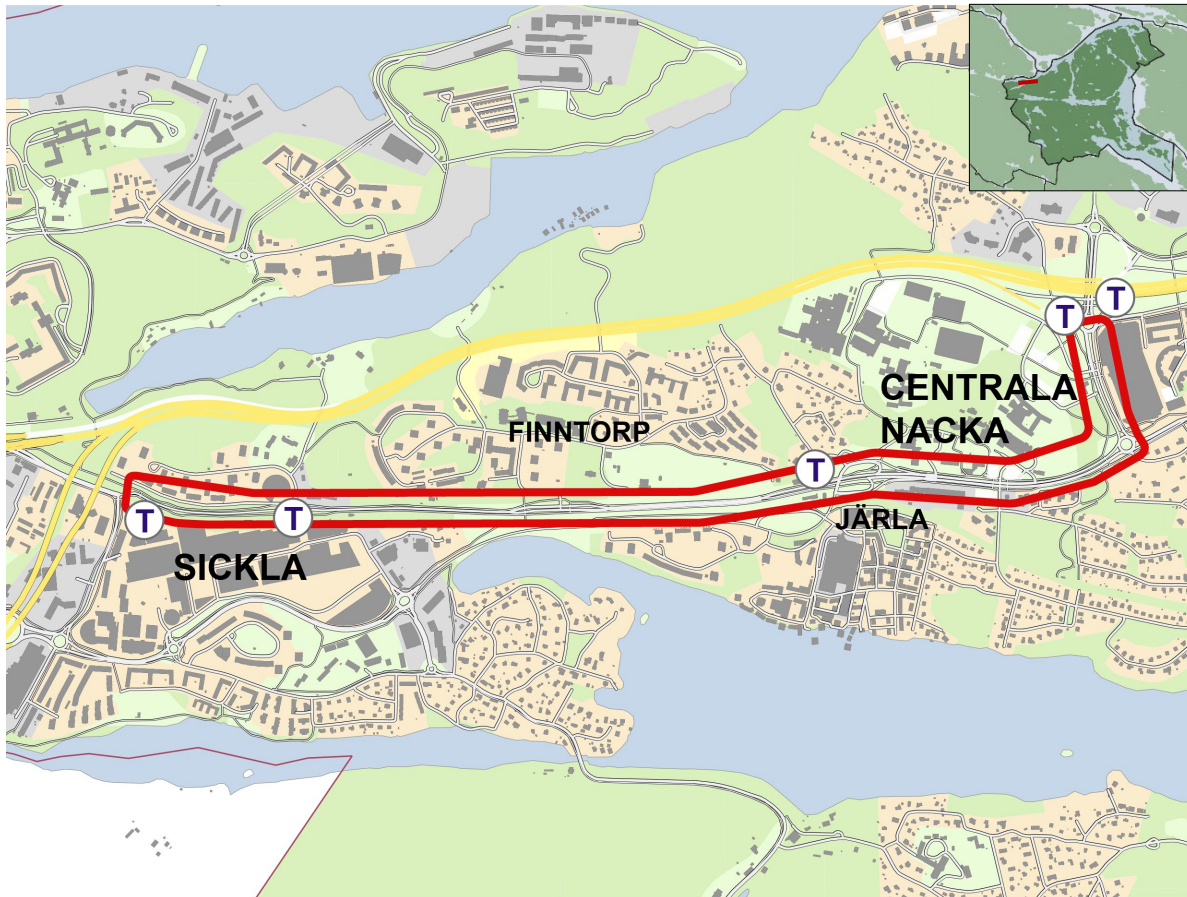 T
T
CENTRALA
NACKA
FINNTORP
T
JÄRLA
T
T
SICKLA